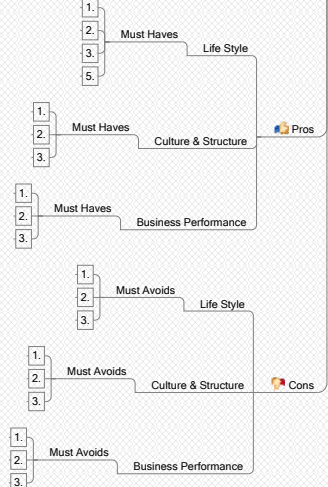 1.
2.
3.
5.
Must Haves
Life Style
1.
2.
3.
Must Haves
Culture & Structure
Pros
1.
2.
3.
Must Haves
Business Performance
1.
2.
3.
Must Avoids
Life Style
1.
2.
3.
Must Avoids
Culture & Structure
Cons
1.
2.
3.
Must Avoids
Business Performance